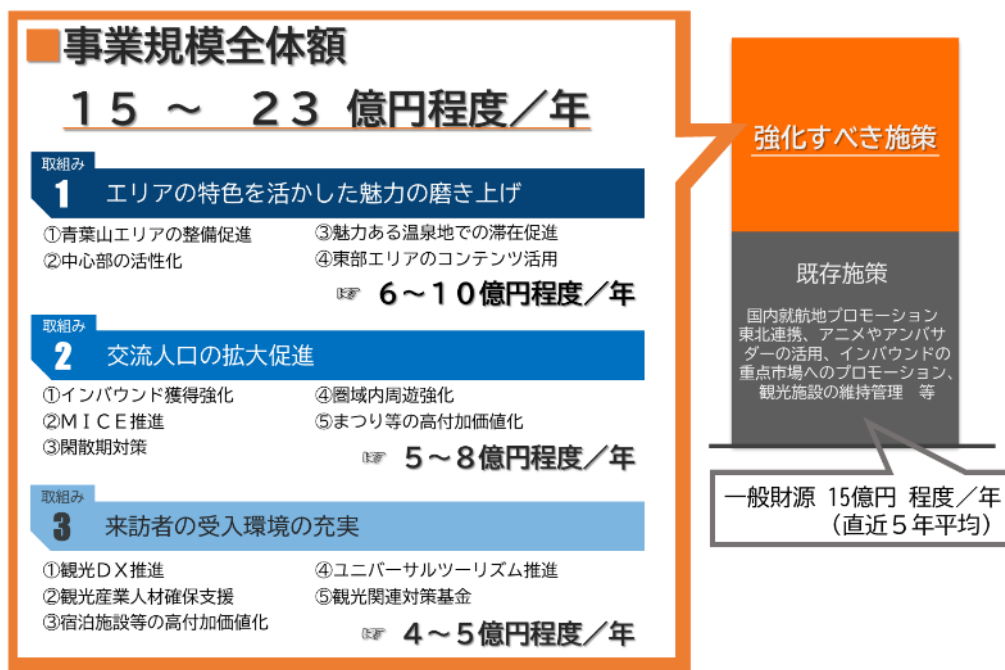 ■事業規模全体額
１５ ～ ２３ 億円程度／年
取組み
1 エリアの特色を活かした魅力の磨き上げ
①青葉山エリアの整備促進
②中心部の活性化
③魅力ある温泉地での滞在促進
④東部エリアのコンテンツ活用
☞ ６～１０億円程度／年
取組み
2 交流人口の拡大促進
①インバウンド獲得強化
②ＭＩＣＥ推進
③閑散期対策
④圏域内周遊強化
⑤まつり等の高付加価値化
☞ ５～８億円程度／年
取組み
3 来訪者の受入環境の充実
①観光ＤＸ推進
②観光産業人材確保支援
③宿泊施設等の高付加価値化
④ユニバーサルツーリズム推進
⑤観光関連対策基金
☞ ４～５億円程度／年
強化すべき施策
既存施策
国内就航地プロモーション
東北連携、アニメやアンバサ
ダーの活用、インバウンドの
重点市場へのプロモーション、
観光施設の維持管理 等
一般財源 15億円 程度／年
（直近５年平均）